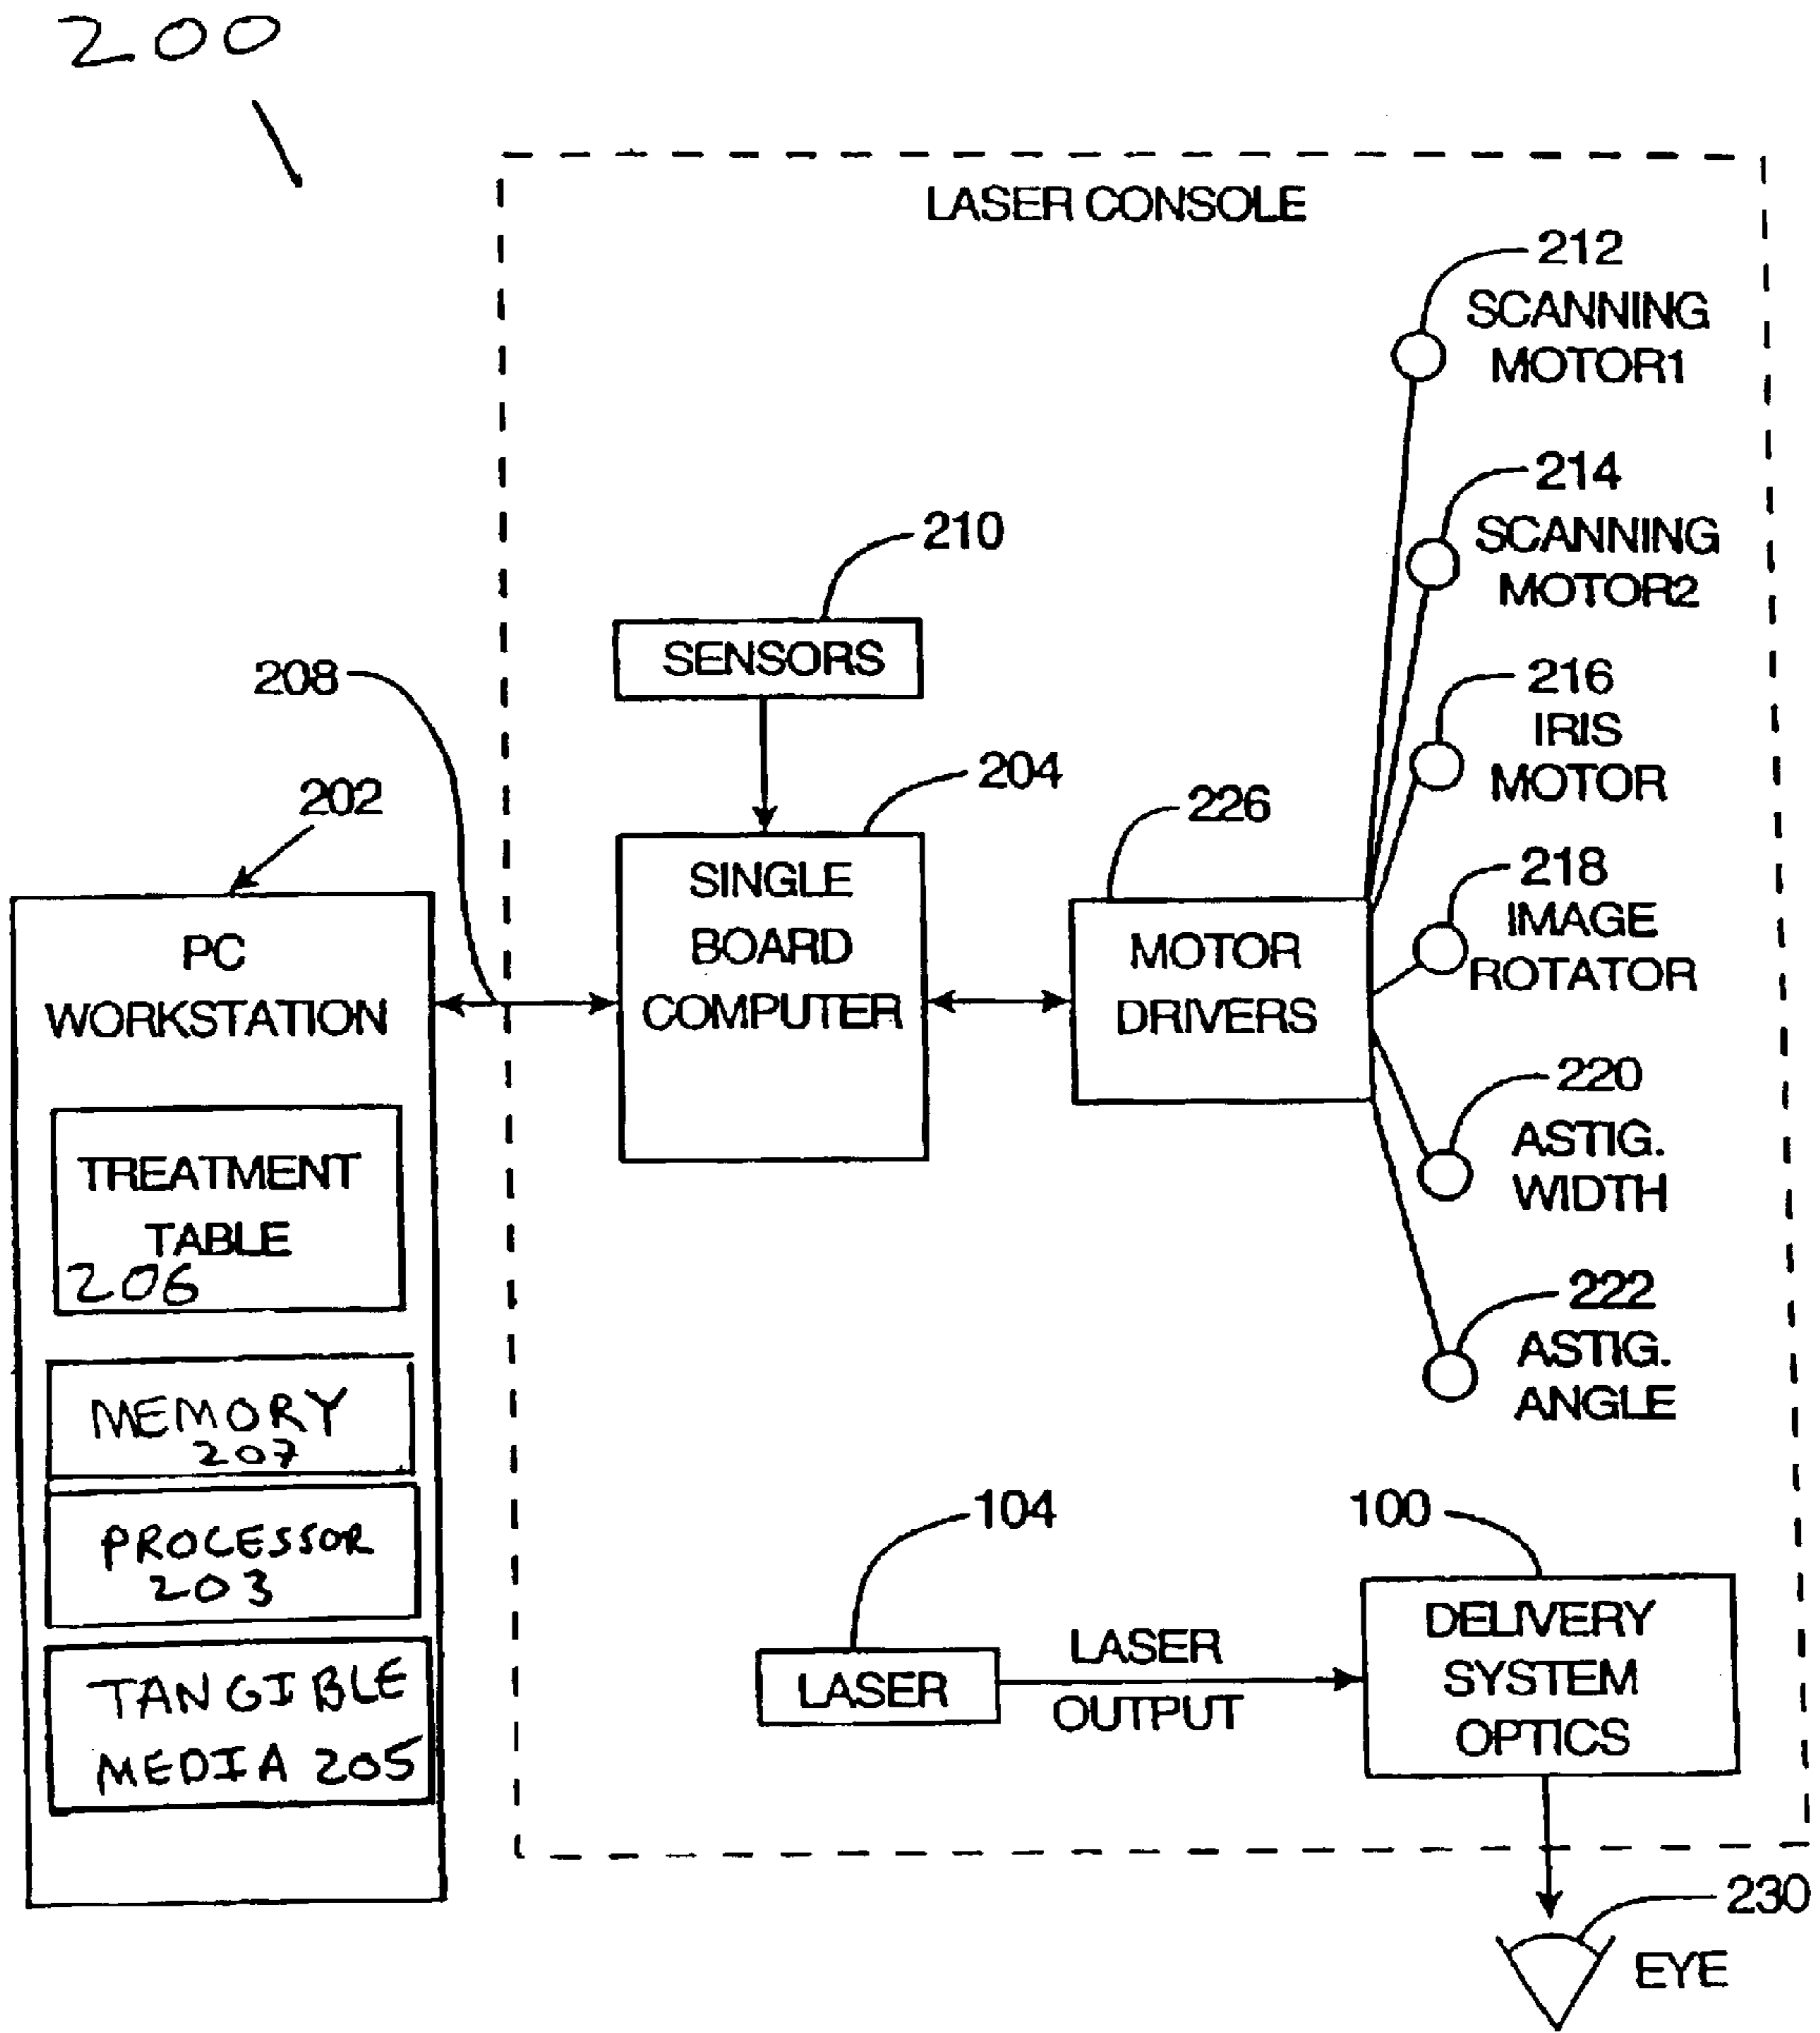 200
LASER CONSOLE
212
SCANNING
MOTOR1
214
SCANNING
MOTOR2
210
SENSORS
208
216
IRIS
MOTOR
204
202
226
218
IMAGE
ROTATOR
SINGLE
BOARD
COMPUTER
MOTOR
DRIVERS
PC
WORKSTATION
220
ASTIG.
WIDTH
TREATMENT
TABLE
206
222
ASTIG.
ANGLE
MEMORY
207
PROCESSOR
203
TANGIBLE
MEDIA 205
104
LASER
LASER
OUTPUT
100
DELIVERY
SYSTEM
OPTICS
230
EYE